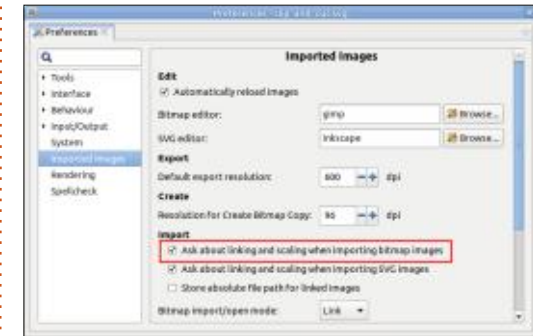 Preferences
Imported Images
Tools
Interface
Behaviour
Input/Output
System
Imported Images
Rendering
Spellcheck
Edit
Automatically reload images
Bitmap editor: gimp Browse...
SVG editor: inkscape Browse...
Export
Default export resolution: 600 dpi
Create
Resolution for Create Bitmap Copy: 96 dpi
Import
Ask about linking and scaling when importing bitmap images
Ask about linking and scaling when importing SVG images
Store absolute file path for linked images
Bitmap import/open mode: Link